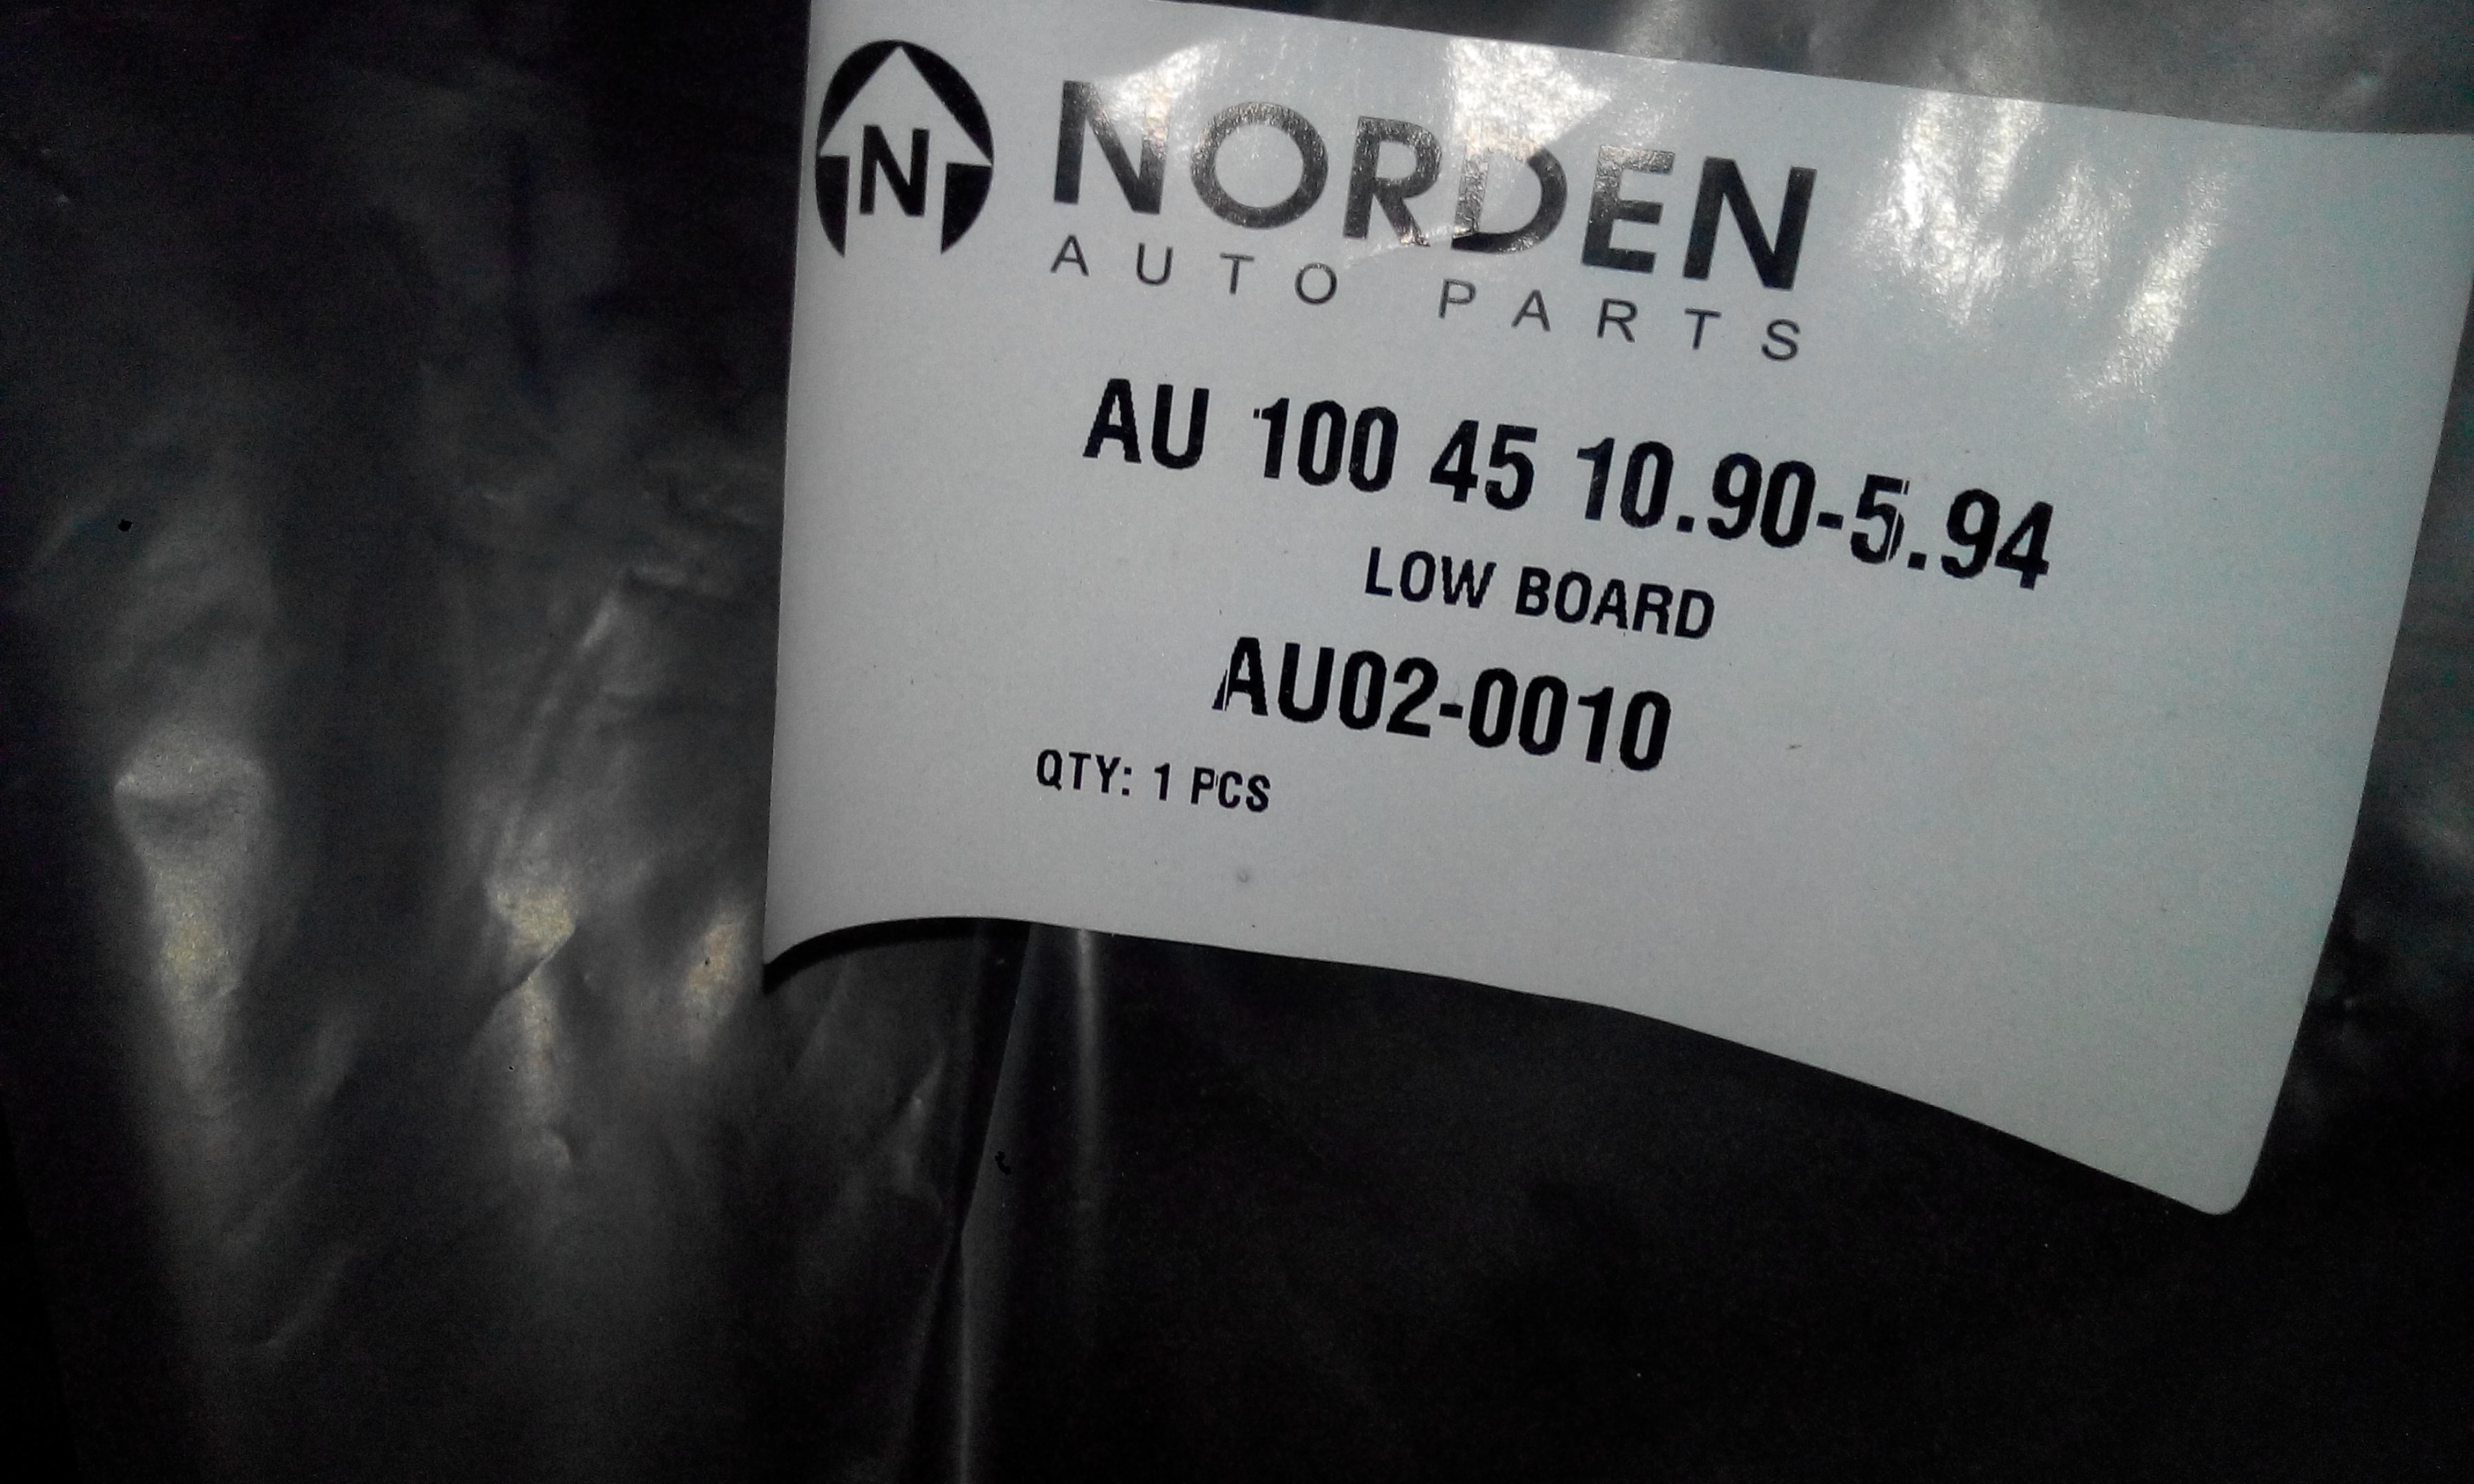 N NORDEN
AUTO PARTS
AU 100 45 10.90-5.94
LOW BOARD
AU02-0010
QTY: 1 PCS